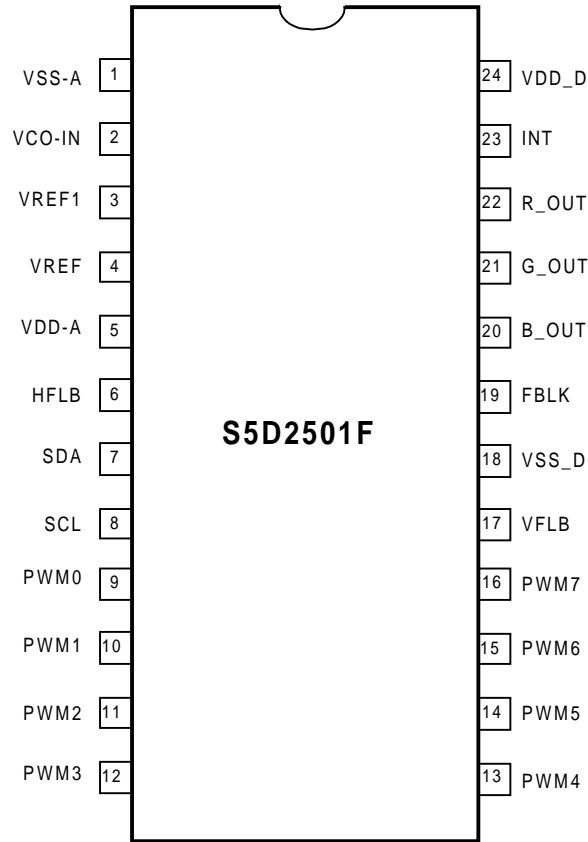 VSS-A 1 24 VDD_D
VCO-IN 2 23 INT
VREF1 3 22 R_OUT
VREF 4 21 G_OUT
VDD-A 5 20 B_OUT
HFLB 6 19 FBLK
S5D2501F
SDA 7 18 VSS_D
SCL 8 17 VFLB
PWM0 9 16 PWM7
PWM1 10 15 PWM6
PWM2 11 14 PWM5
PWM3 12 13 PWM4